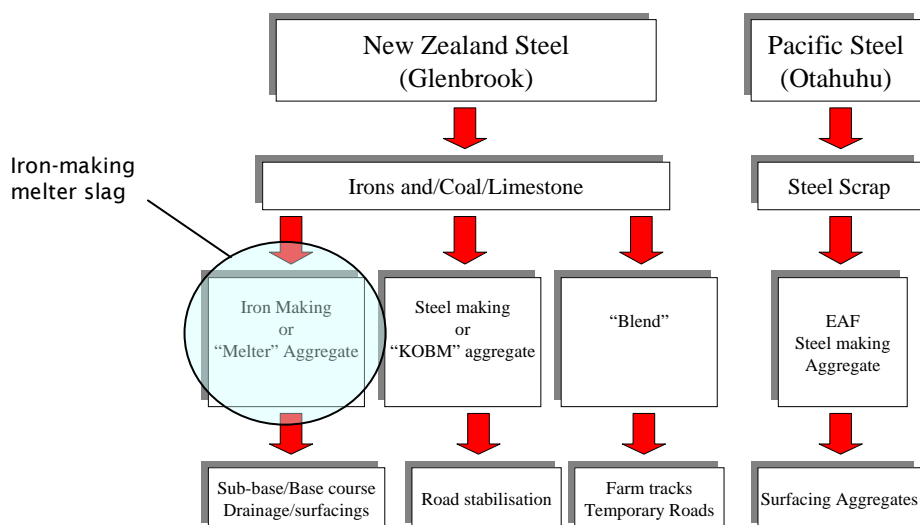 New Zealand Steel
(Glenbrook)
Pacific Steel
(Otahuhu)
Iron-making
melter slag
Irons and/Coal/Limestone
Steel Scrap
Iron Making
or
“Melter” Aggregate
Steel making
or
“KOBM” aggregate
“Blend”
EAF
Steel making
Aggregate
Sub-base/Base course
Drainage/surfacings
Road stabilisation
Farm tracks
Temporary Roads
Surfacing Aggregates